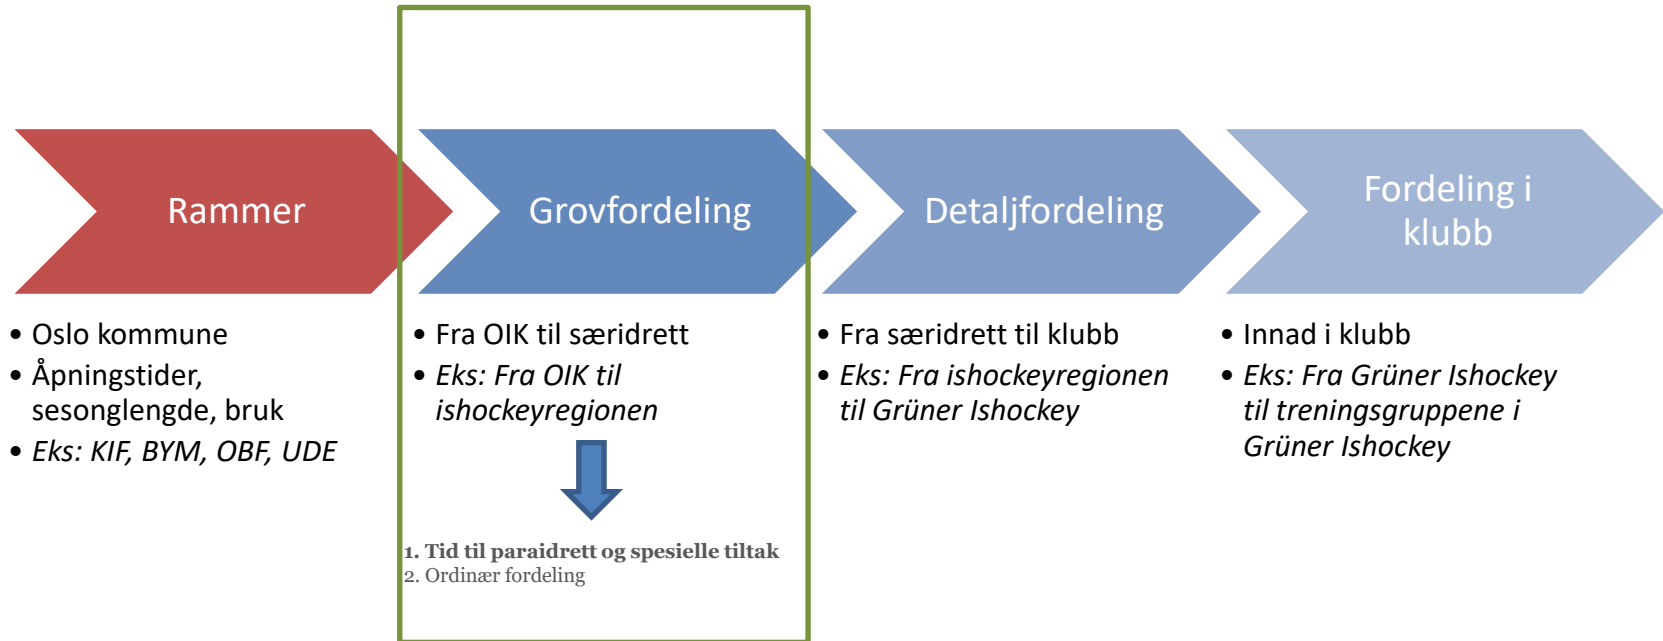 Rammer
• Oslo kommune
• Åpningstider,
sesonglengde, bruk
• Eks: KIF, BYM, OBF, UDE
Grovfordeling
• Fra OIK til særidrett
• Eks: Fra OIK til
ishockeyregionen
1. Tid til paraidrett og spesielle tiltak
2. Ordinær fordeling
Detaljfordeling
• Fra særidrett til klubb
• Eks: Fra ishockeyregionen
til Grüner Ishockey
Fordeling i
klubb
• Innad i klubb
• Eks: Fra Grüner Ishockey
til treningsgruppene i
Grüner Ishockey